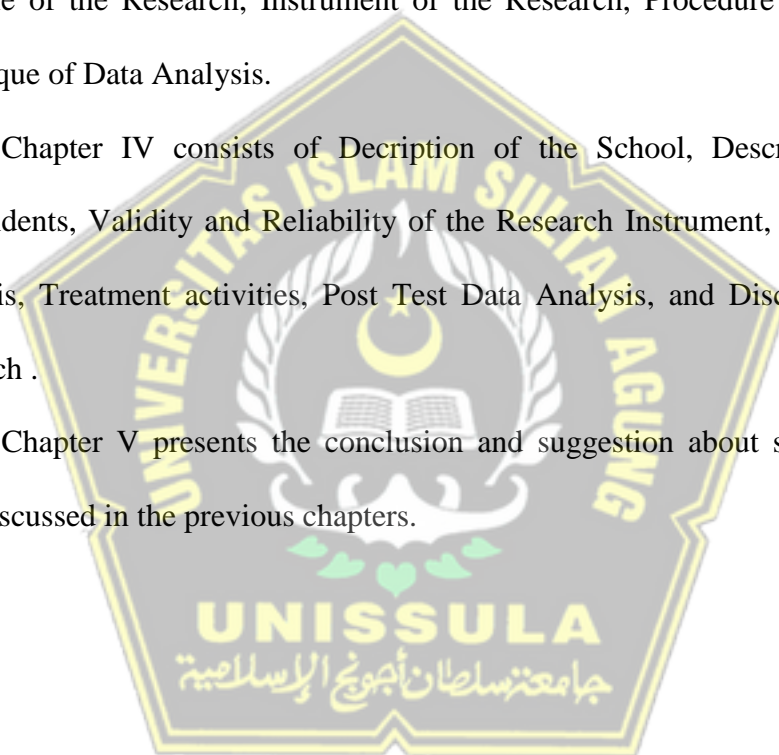 e of the Research, Instrument of the Research, Procedure
que of Data Analysis.
Chapter IV consists of Decription of the School, Descr
dents, Validity and Reliability of the Research Instrument,
is, Treatment activities, Post Test Data Analysis, and Disc
ch .
Chapter V presents the conclusion and suggestion about s
iscussed in the previous chapters.
UNIVERSITAS ISLAM SULTAN AGUNG
UNISSULA
جامعتنسلطان أجونج الإسلامية